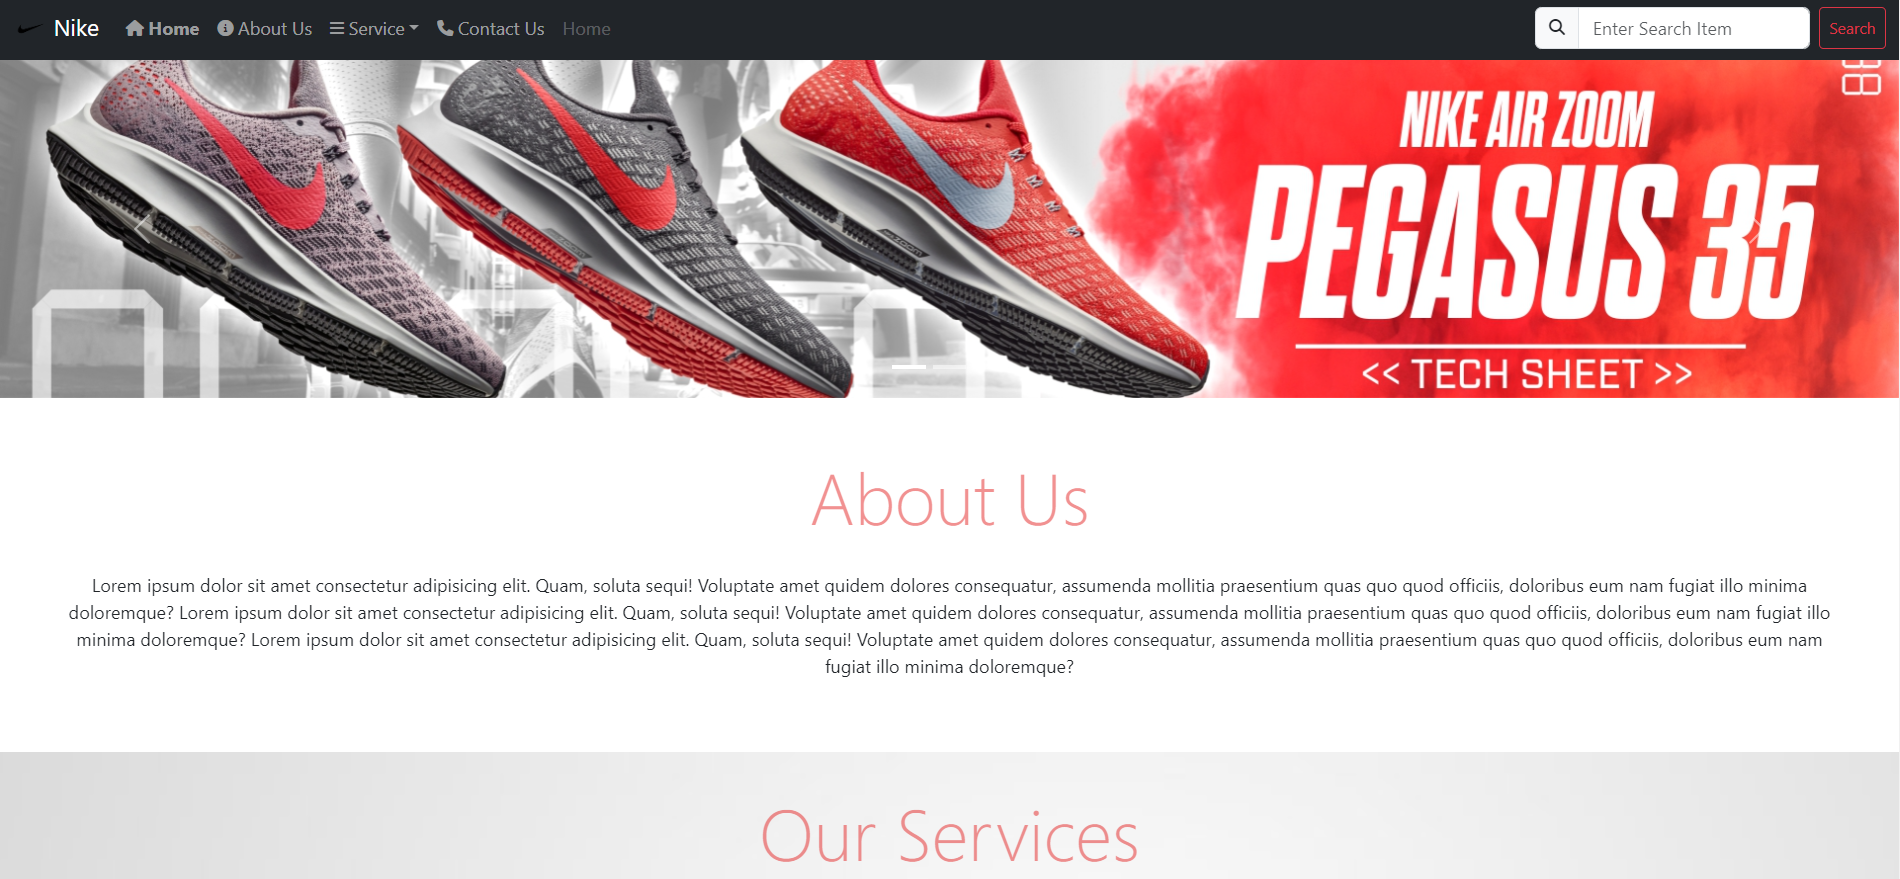 Nike Home About Us Service Contact Us Home Enter Search Item Search
NIKE AIR ZOOM
PEGASUS 35
<< TECH SHEET >>
About Us
Lorem ipsum dolor sit amet consectetur adipisicing elit. Quam, soluta sequi! Voluptate amet quidem dolores consequatur, assumenda mollitia praesentium quas quo quod officiis, doloribus eum nam fugiat illo minima
doloremque? Lorem ipsum dolor sit amet consectetur adipisicing elit. Quam, soluta sequi! Voluptate amet quidem dolores consequatur, assumenda mollitia praesentium quas quo quod officiis, doloribus eum nam fugiat illo
minima doloremque? Lorem ipsum dolor sit amet consectetur adipisicing elit. Quam, soluta sequi! Voluptate amet quidem dolores consequatur, assumenda mollitia praesentium quas quo quod officiis, doloribus eum nam
fugiat illo minima doloremque?
Our Services